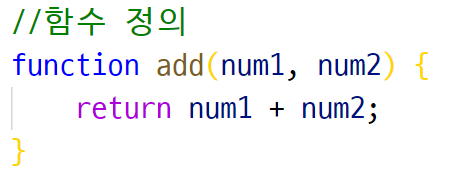 //함수 정의
function add(num1, num2) {
    return num1 + num2;
}